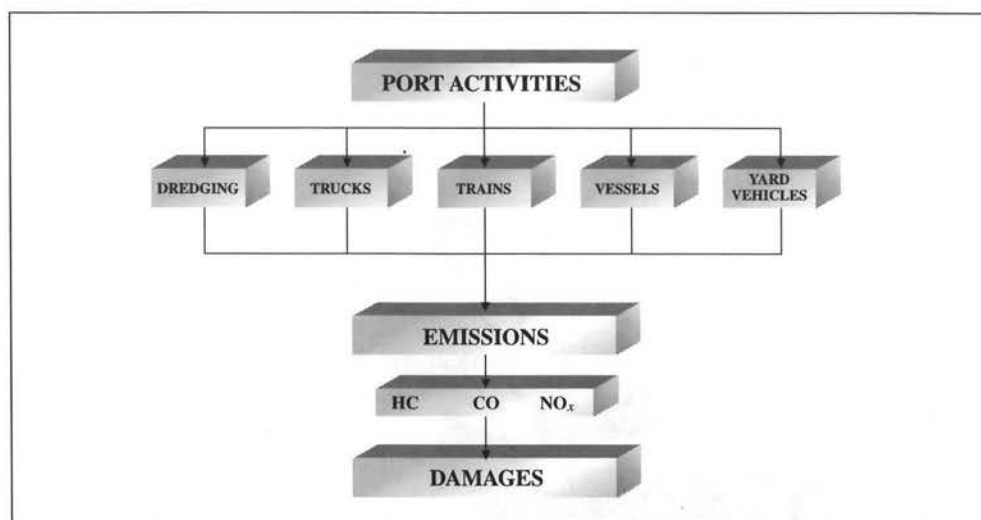 PORT ACTIVITIES
DREDGING
TRUCKS
TRAINS
VESSELS
YARD
VEHICLES
EMISSIONS
HC CO NOx
DAMAGES